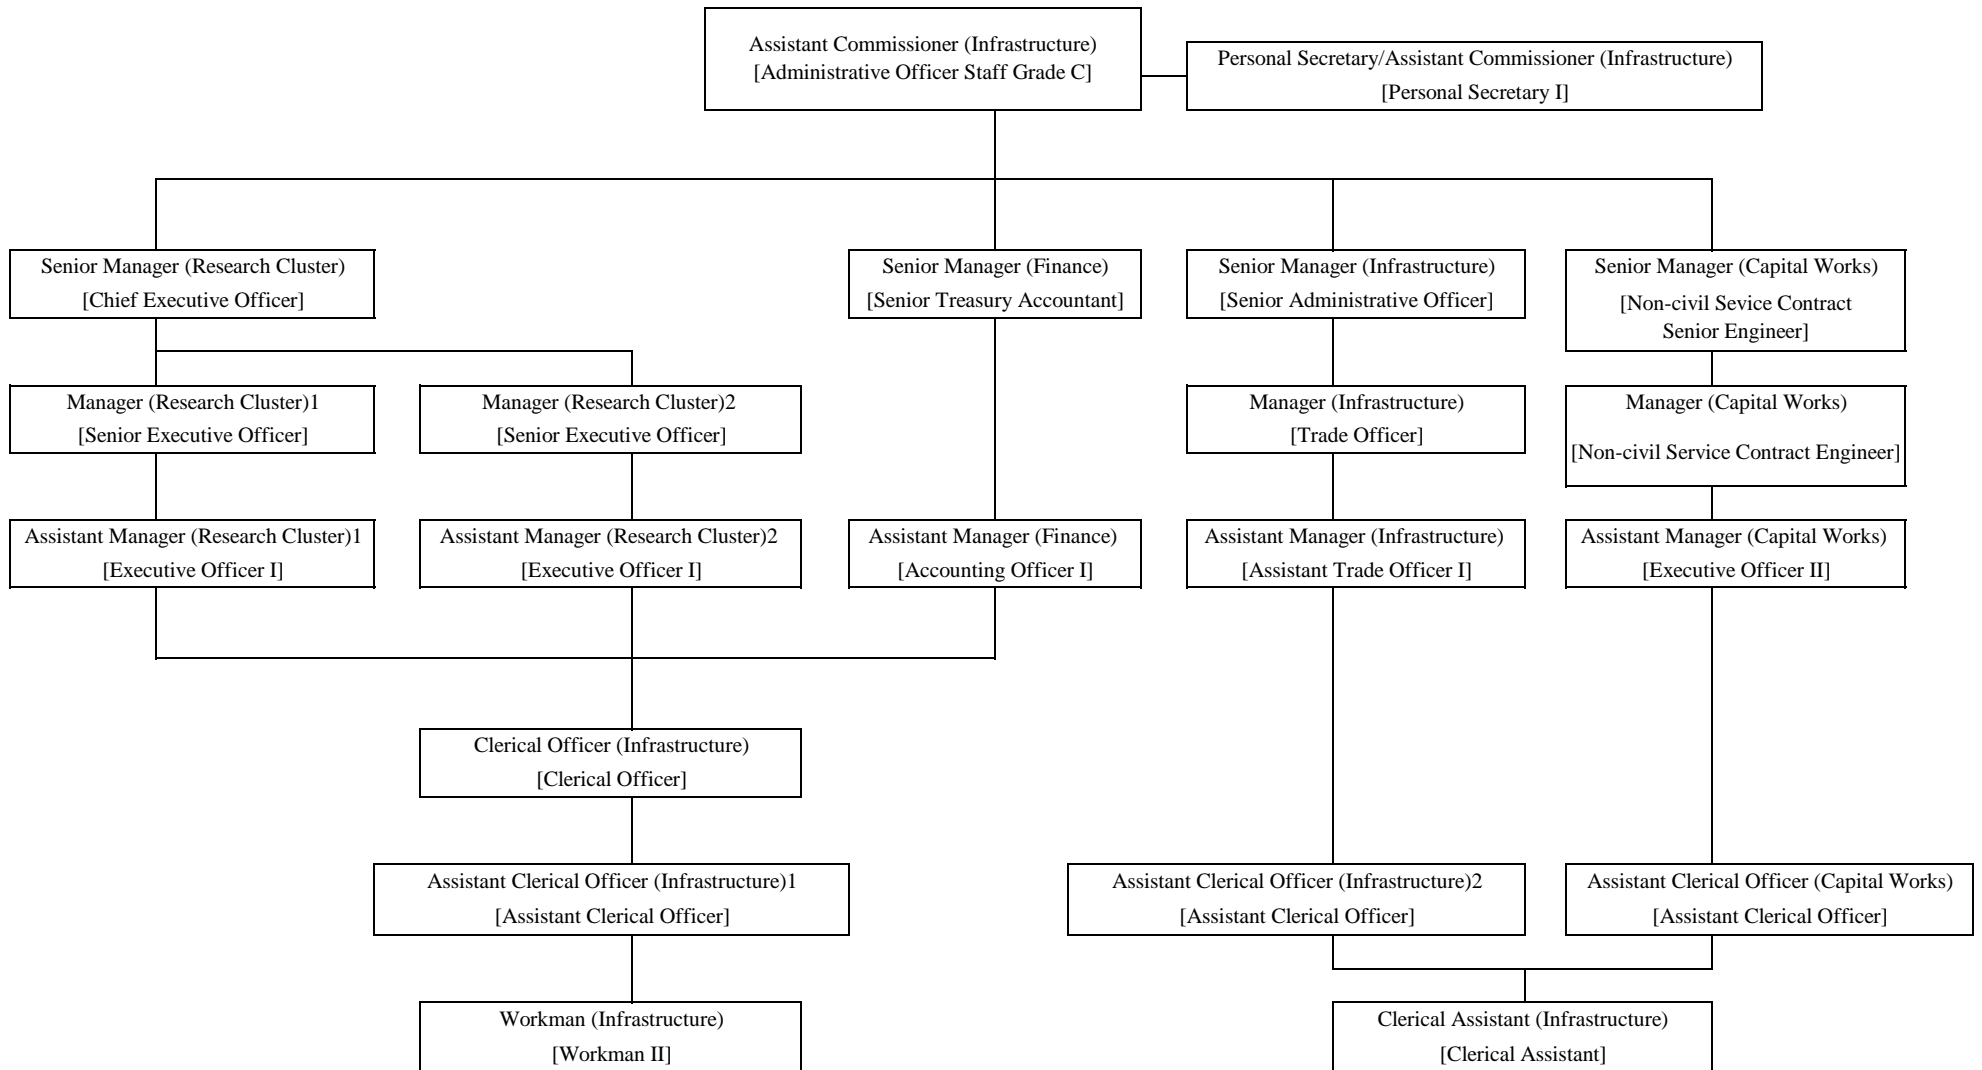 Assistant Commissioner (Infrastructure)
[Administrative Officer Staff Grade C]
Personal Secretary/Assistant Commissioner (Infrastructure)
[Personal Secretary I]
Senior Manager (Research Cluster)
[Chief Executive Officer]
Senior Manager (Finance)
[Senior Treasury Accountant]
Senior Manager (Infrastructure)
[Senior Administrative Officer]
Senior Manager (Capital Works)
[Non-civil Sevice Contract
Senior Engineer]
Manager (Research Cluster)1
[Senior Executive Officer]
Manager (Research Cluster)2
[Senior Executive Officer]
Manager (Infrastructure)
[Trade Officer]
Manager (Capital Works)
[Non-civil Service Contract Engineer]
Assistant Manager (Research Cluster)1
[Executive Officer I]
Assistant Manager (Research Cluster)2
[Executive Officer I]
Assistant Manager (Finance)
[Accounting Officer I]
Assistant Manager (Infrastructure)
[Assistant Trade Officer I]
Assistant Manager (Capital Works)
[Executive Officer II]
Clerical Officer (Infrastructure)
[Clerical Officer]
Assistant Clerical Officer (Infrastructure)1
[Assistant Clerical Officer]
Assistant Clerical Officer (Infrastructure)2
[Assistant Clerical Officer]
Assistant Clerical Officer (Capital Works)
[Assistant Clerical Officer]
Workman (Infrastructure)
[Workman II]
Clerical Assistant (Infrastructure)
[Clerical Assistant]